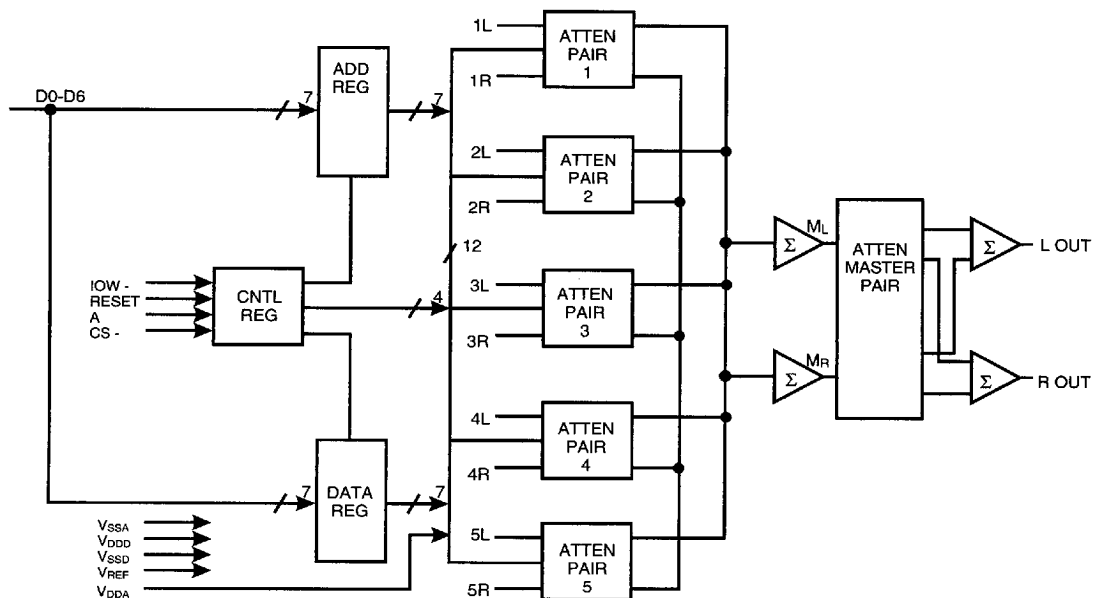 D0-D6
7
ADD
REG
7
IOW -
RESET
A
CS -
CNTL
REG
4
12
7
DATA
REG
7
VSSA
VDDD
VSSD
VREF
VDDA
1L
1R
ATTEN
PAIR
1
2L
2R
ATTEN
PAIR
2
3L
3R
ATTEN
PAIR
3
4L
4R
ATTEN
PAIR
4
5L
5R
ATTEN
PAIR
5
Σ
ML
Σ
MR
ATTEN
MASTER
PAIR
Σ
L OUT
Σ
R OUT